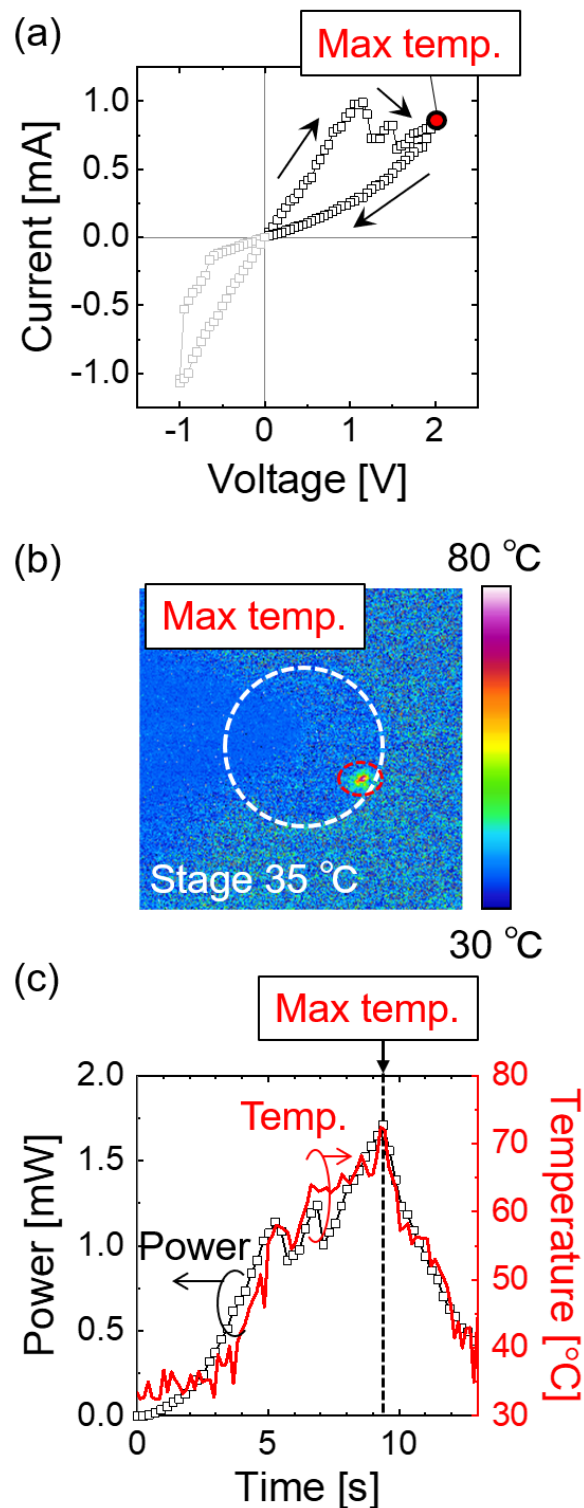 (a)
Max temp.
1.0
0.5
0.0
-0.5
-1.0
Current [mA]
-1 0 1 2
Voltage [V]
(b)
80 ℃
Max temp.
Stage 35 ℃
30 ℃
(c)
Max temp.
2.0
1.5
1.0
0.5
0.0
Power [mW]
Temp.
Power
80
70
60
50
40
30
Temperature [°C]
0 5 10
Time [s]